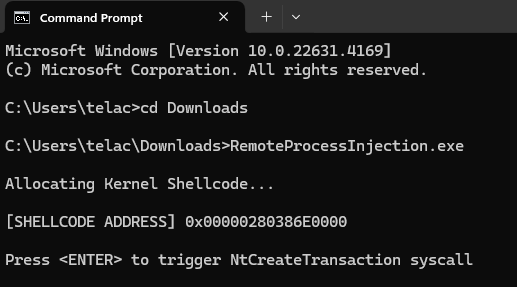 Command Prompt
Microsoft Windows [Version 10.0.22631.4169]
(c) Microsoft Corporation. All rights reserved.
C:\Users\telac>cd Downloads
C:\Users\telac\Downloads>RemoteProcessInjection.exe
Allocating Kernel Shellcode...
[SHELLCODE ADDRESS] 0x00000280386E0000
Press <ENTER> to trigger NtCreateTransaction syscall